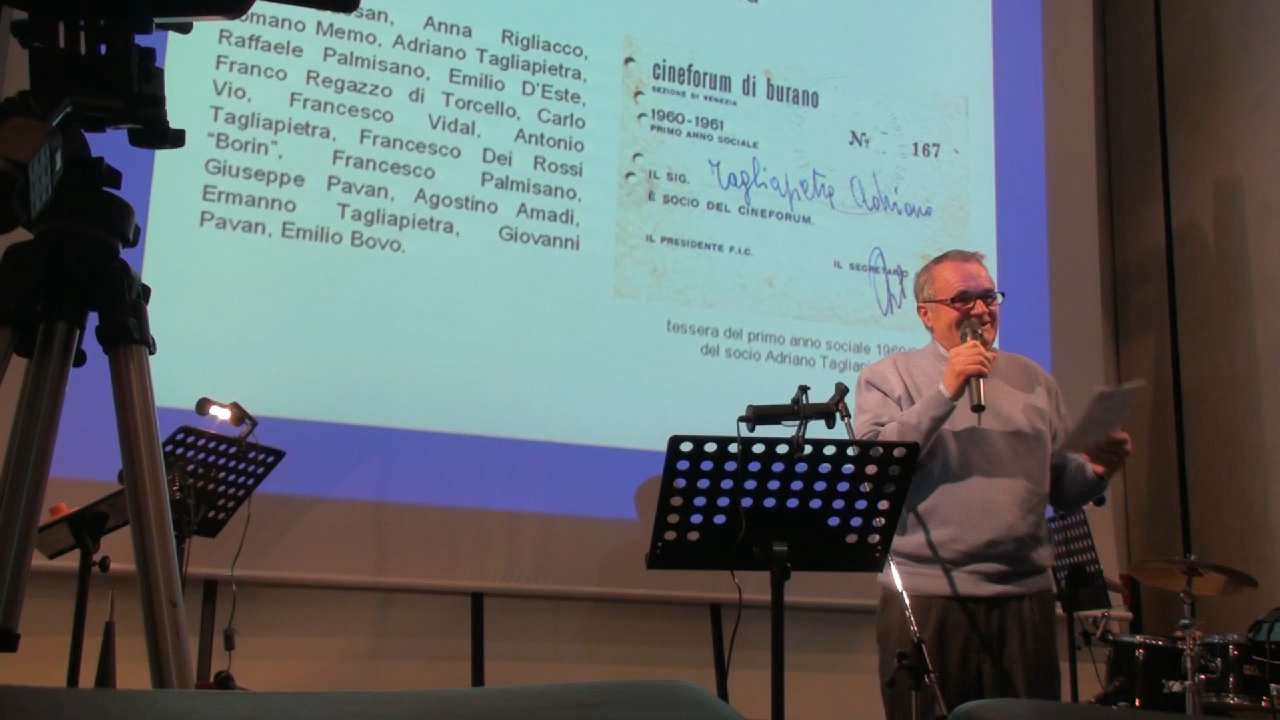 Anna Rigliacco,
Romano Memo, Adriano Tagliapietra,
Raffaele Palmisano, Emilio D'Este,
Franco Regazzo di Torcello, Carlo
Vio, Francesco Vidal, Antonio
Tagliapietra, Francesco Dei Rossi
"Borin", Francesco Palmisano,
Giuseppe Pavan, Agostino Amadi,
Ermanno Tagliapietra, Giovanni
Pavan, Emilio Bovo.
cineforum di burano
SEZIONE DI VENEZIA
1960-1961
PRIMO ANNO SOCIALE
Nº 167
IL SIG. Tagliapietra Adriano
È SOCIO DEL CINEFORUM.
IL PRESIDENTE F.I.C.
IL SEGRETARIO
tessera del primo anno sociale
del socio Adriano